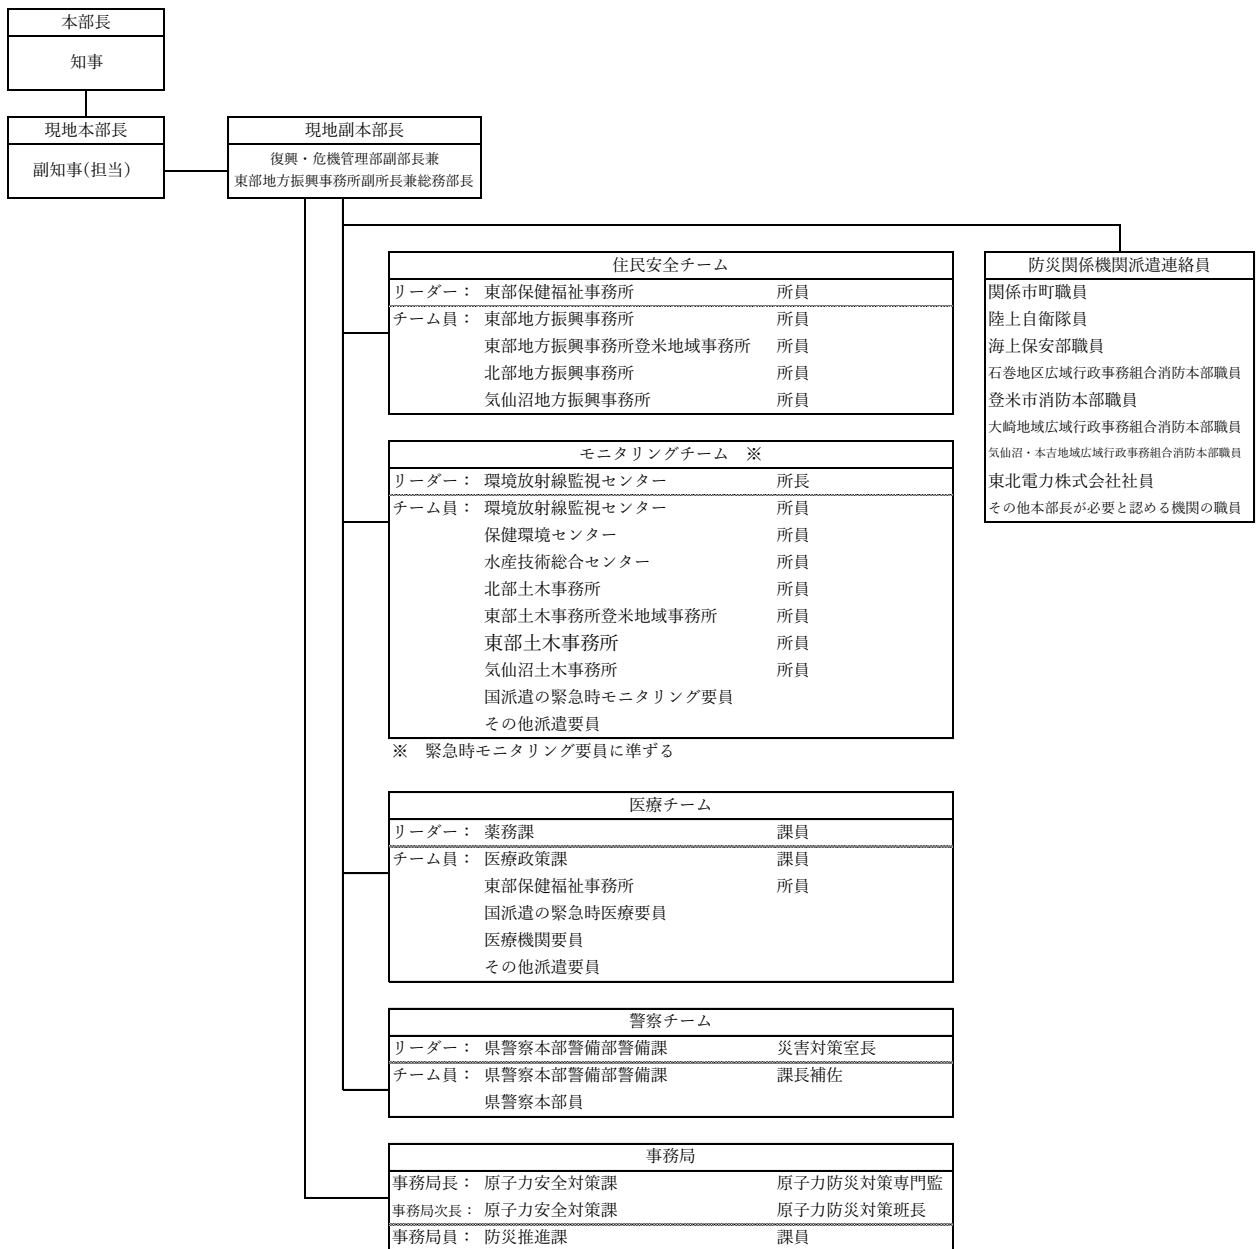 本部長
知事
現地本部長
副知事(担当)
現地副本部長
復興・危機管理部副部長兼
東部地方振興事務所副所長兼総務部長
住民安全チーム
リーダー： 東部保健福祉事務所 所員
チーム員： 東部地方振興事務所 所員
東部地方振興事務所登米地域事務所 所員
北部地方振興事務所 所員
気仙沼地方振興事務所 所員
防災関係機関派遣連絡員
関係市町職員
陸上自衛隊員
海上保安部職員
石巻地区広域行政事務組合消防本部職員
登米市消防本部職員
大崎地域広域行政事務組合消防本部職員
気仙沼・本吉地域広域行政事務組合消防本部職員
東北電力株式会社社員
その他本部長が必要と認める機関の職員
モニタリングチーム　※
リーダー： 環境放射線監視センター 所長
チーム員： 環境放射線監視センター 所員
保健環境センター 所員
水産技術総合センター 所員
北部土木事務所 所員
東部土木事務所登米地域事務所 所員
東部土木事務所 所員
気仙沼土木事務所 所員
国派遣の緊急時モニタリング要員
その他派遣要員
※　緊急時モニタリング要員に準ずる
医療チーム
リーダー： 薬務課 課員
チーム員： 医療政策課 課員
東部保健福祉事務所 所員
国派遣の緊急時医療要員
医療機関要員
その他派遣要員
警察チーム
リーダー： 県警察本部警備部警備課 災害対策室長
チーム員： 県警察本部警備部警備課 課長補佐
県警察本部員
事務局
事務局長： 原子力安全対策課 原子力防災対策専門監
事務局次長： 原子力安全対策課 原子力防災対策班長
事務局員： 防災推進課 課員